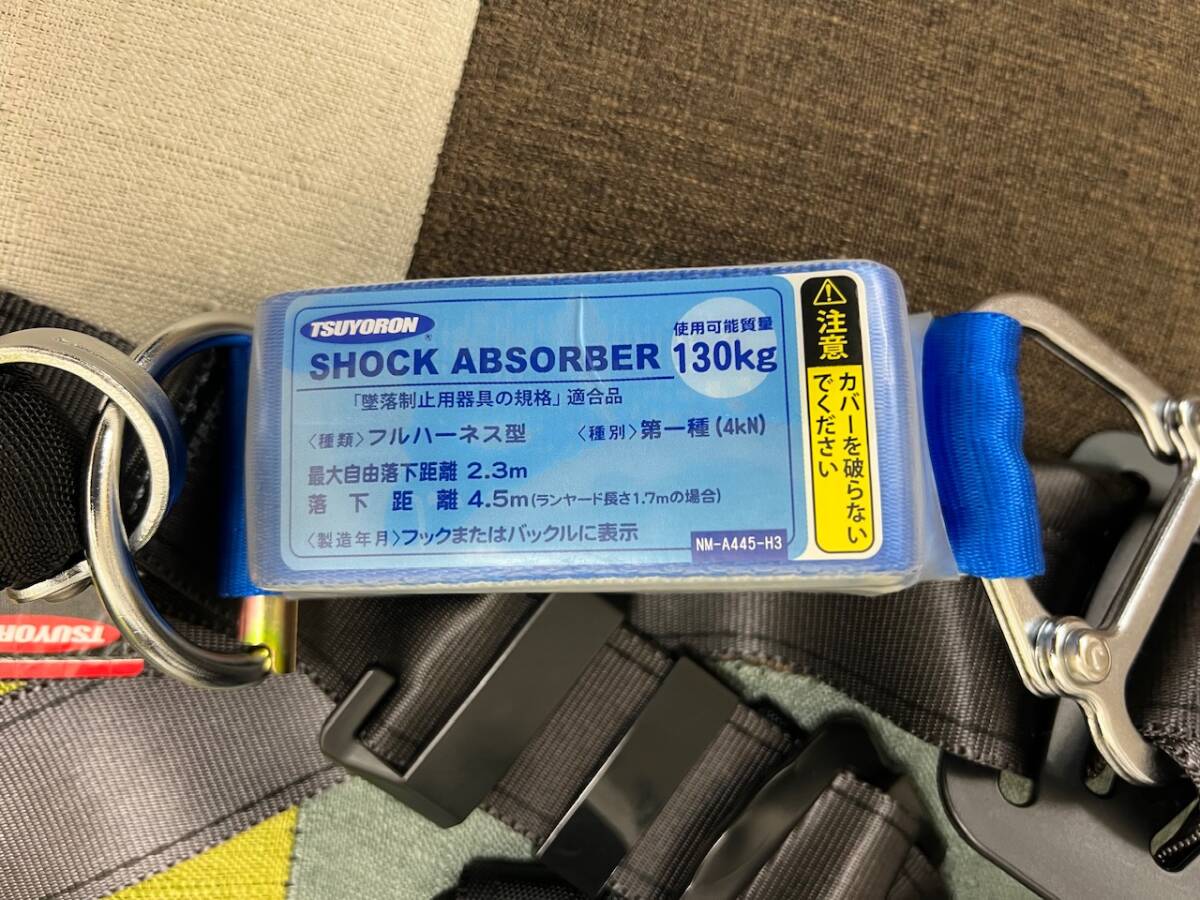 TSUYORON
SHOCK ABSORBER
使用可能質量
130kg
「墜落制止用器具の規格」適合品
〈種類〉フルハーネス型 〈種別〉第一種(4kN)
最大自由落下距離 2.3m
落下距離 4.5m(ランヤード長さ1.7mの場合)
〈製造年月〉フックまたはバックルに表示
NM-A445-H3
注意
カバーを破らない
でください
TSUYORON